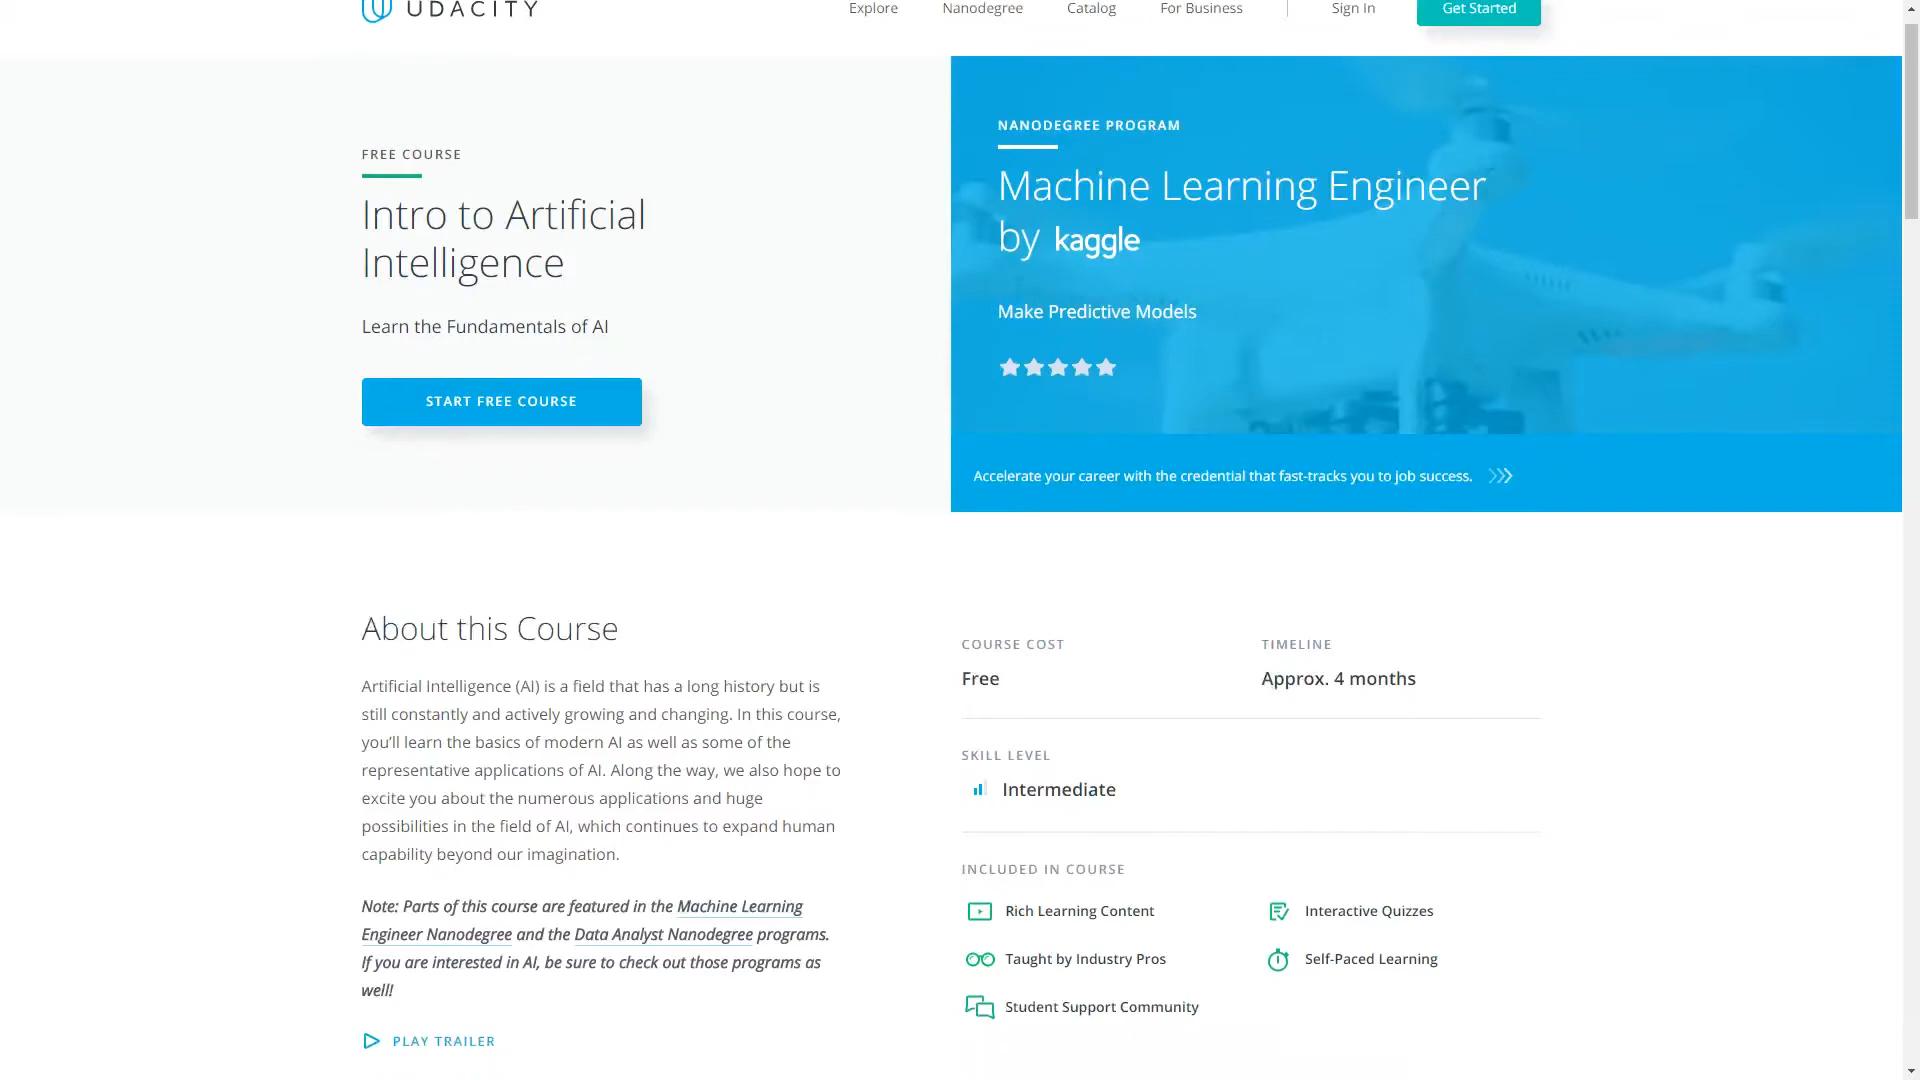 UDACITY
Explore
Nanodegree
Catalog
For Business
Sign In
Get Started
FREE COURSE
Intro to Artificial
Intelligence
Learn the Fundamentals of AI
START FREE COURSE
NANODEGREE PROGRAM
Machine Learning Engineer
by kaggle
Make Predictive Models
Accelerate your career with the credential that fast-tracks you to job success.
About this Course
Artificial Intelligence (AI) is a field that has a long history but is
still constantly and actively growing and changing. In this course,
you’ll learn the basics of modern AI as well as some of the
representative applications of AI. Along the way, we also hope to
excite you about the numerous applications and huge
possibilities in the field of AI, which continues to expand human
capability beyond our imagination.
Note: Parts of this course are featured in the Machine Learning
Engineer Nanodegree and the Data Analyst Nanodegree programs.
If you are interested in AI, be sure to check out those programs as
well!
PLAY TRAILER
COURSE COST
Free
TIMELINE
Approx. 4 months
SKILL LEVEL
Intermediate
INCLUDED IN COURSE
Rich Learning Content
Interactive Quizzes
Taught by Industry Pros
Self-Paced Learning
Student Support Community